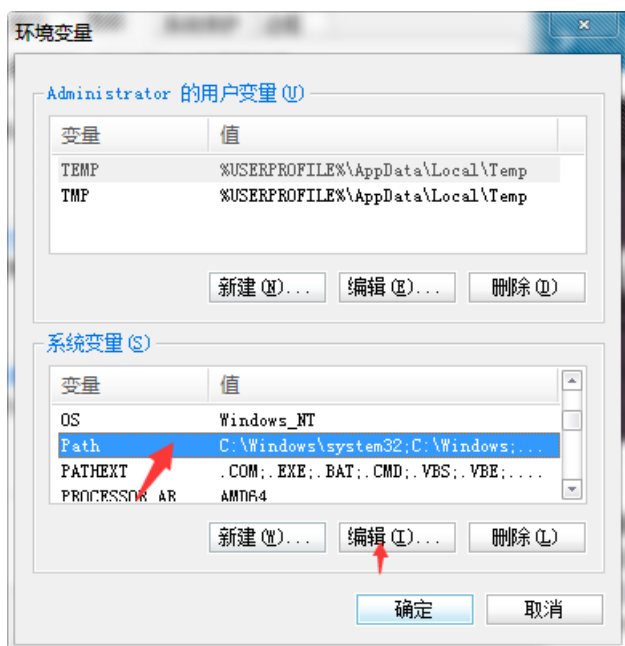 环境变量
Administrator 的用户变量(U)
变量 值
TEMP %USERPROFILE%\AppData\Local\Temp
TMP %USERPROFILE%\AppData\Local\Temp
新建(N)... 编辑(E)... 删除(D)
系统变量(S)
变量 值
OS Windows_NT
Path C:\Windows\system32;C:\Windows;...
PATHEXT .COM;.EXE;.BAT;.CMD;.VBS;.VBE;....
PROCESSOR_AR AMD64
新建(W)... 编辑(I)... 删除(L)
确定 取消